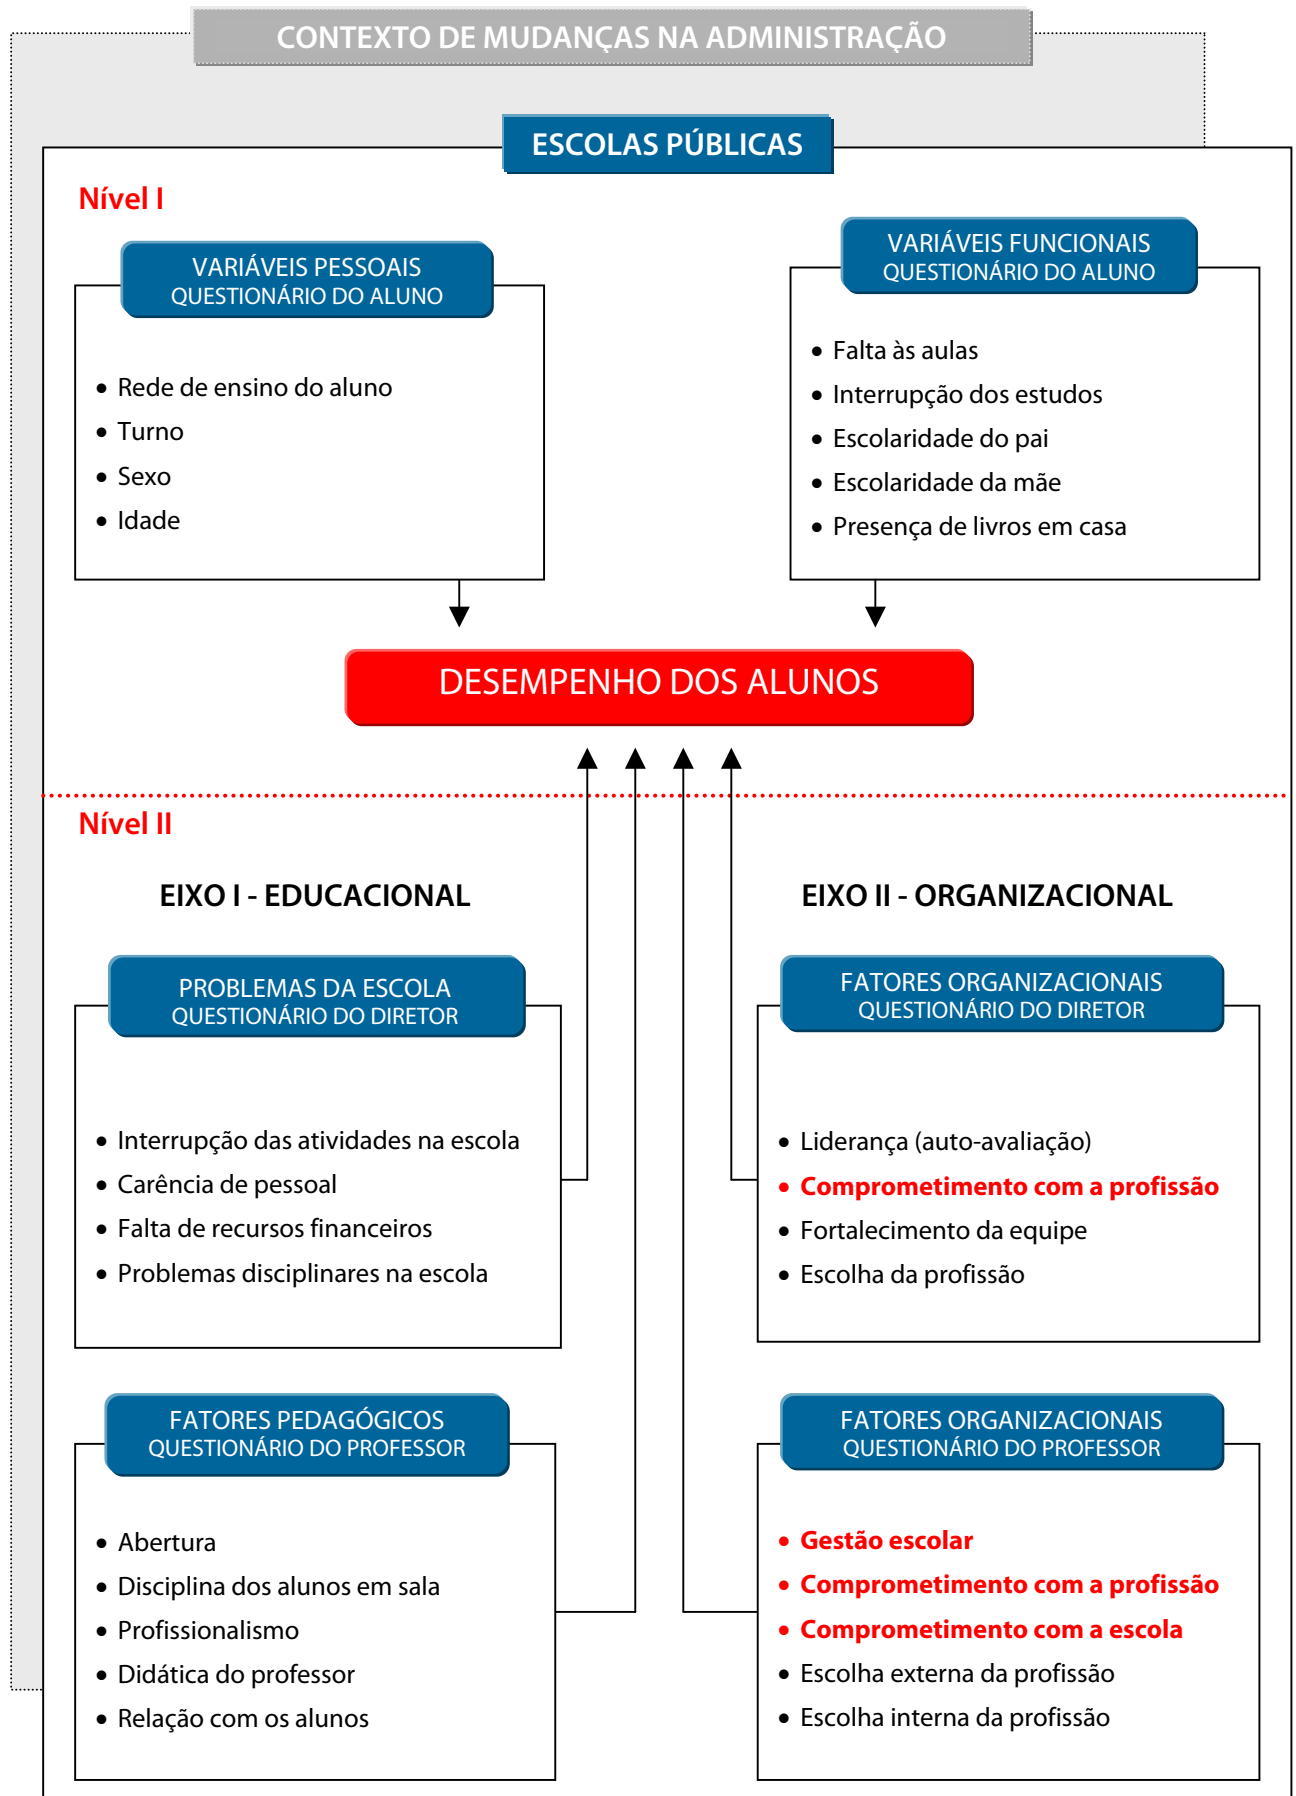 CONTEXTO DE MUDANÇAS NA ADMINISTRAÇÃO
ESCOLAS PÚBLICAS
Nível I
VARIÁVEIS PESSOAIS
QUESTIONÁRIO DO ALUNO
• Rede de ensino do aluno
• Turno
• Sexo
• Idade
VARIÁVEIS FUNCIONAIS
QUESTIONÁRIO DO ALUNO
• Falta às aulas
• Interrupção dos estudos
• Escolaridade do pai
• Escolaridade da mãe
• Presença de livros em casa
DESEMPENHO DOS ALUNOS
Nível II
EIXO I - EDUCACIONAL
PROBLEMAS DA ESCOLA
QUESTIONÁRIO DO DIRETOR
• Interrupção das atividades na escola
• Carência de pessoal
• Falta de recursos financeiros
• Problemas disciplinares na escola
FATORES PEDAGÓGICOS
QUESTIONÁRIO DO PROFESSOR
• Abertura
• Disciplina dos alunos em sala
• Profissionalismo
• Didática do professor
• Relação com os alunos
EIXO II - ORGANIZACIONAL
FATORES ORGANIZACIONAIS
QUESTIONÁRIO DO DIRETOR
• Liderança (auto-avaliação)
• Comprometimento com a profissão
• Fortalecimento da equipe
• Escolha da profissão
FATORES ORGANIZACIONAIS
QUESTIONÁRIO DO PROFESSOR
• Gestão escolar
• Comprometimento com a profissão
• Comprometimento com a escola
• Escolha externa da profissão
• Escolha interna da profissão